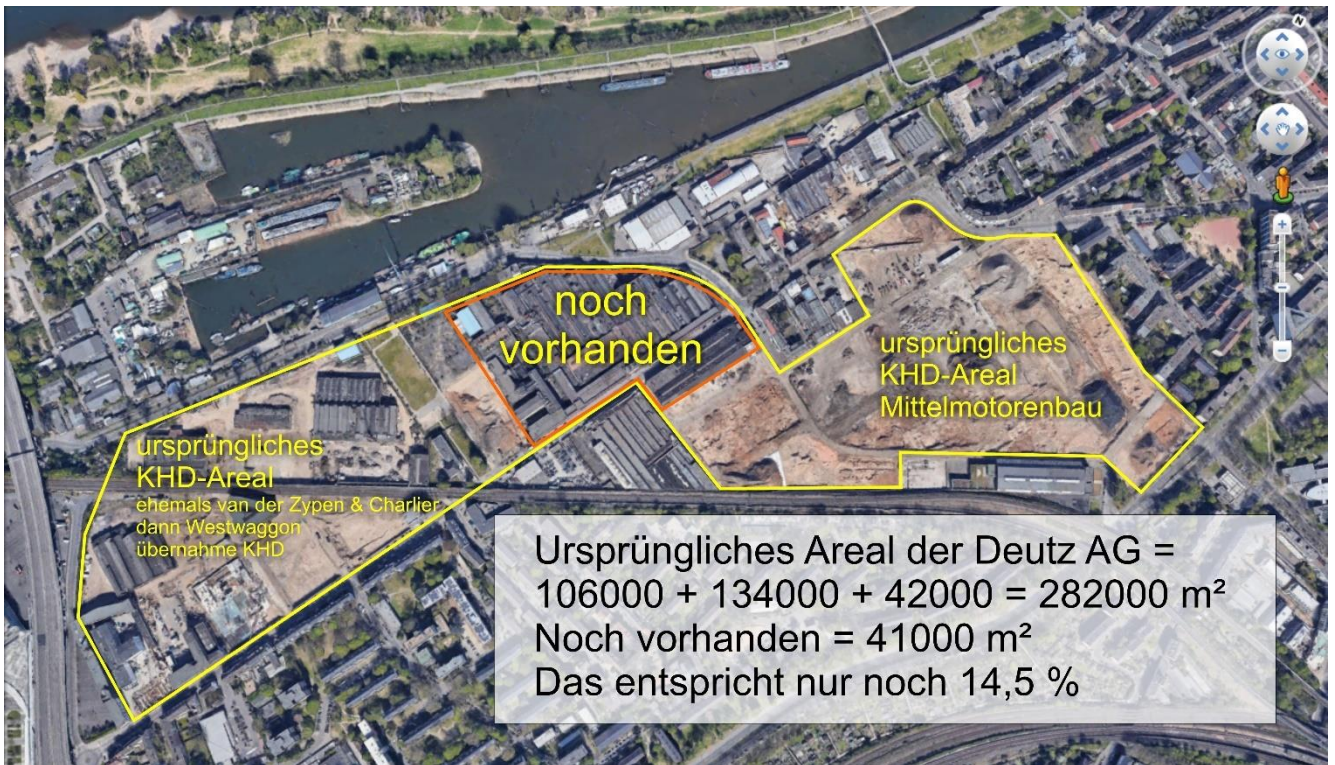 N
noch
vorhanden
ursprüngliches
KHD-Areal
Mittelmotorenbau
ursprüngliches
KHD-Areal
ehemals van der Zypen & Charlier
dann Westwaggon
übernahme KHD
Ursprüngliches Areal der Deutz AG =
106000 + 134000 + 42000 = 282000 m²
Noch vorhanden = 41000 m²
Das entspricht nur noch 14,5 %